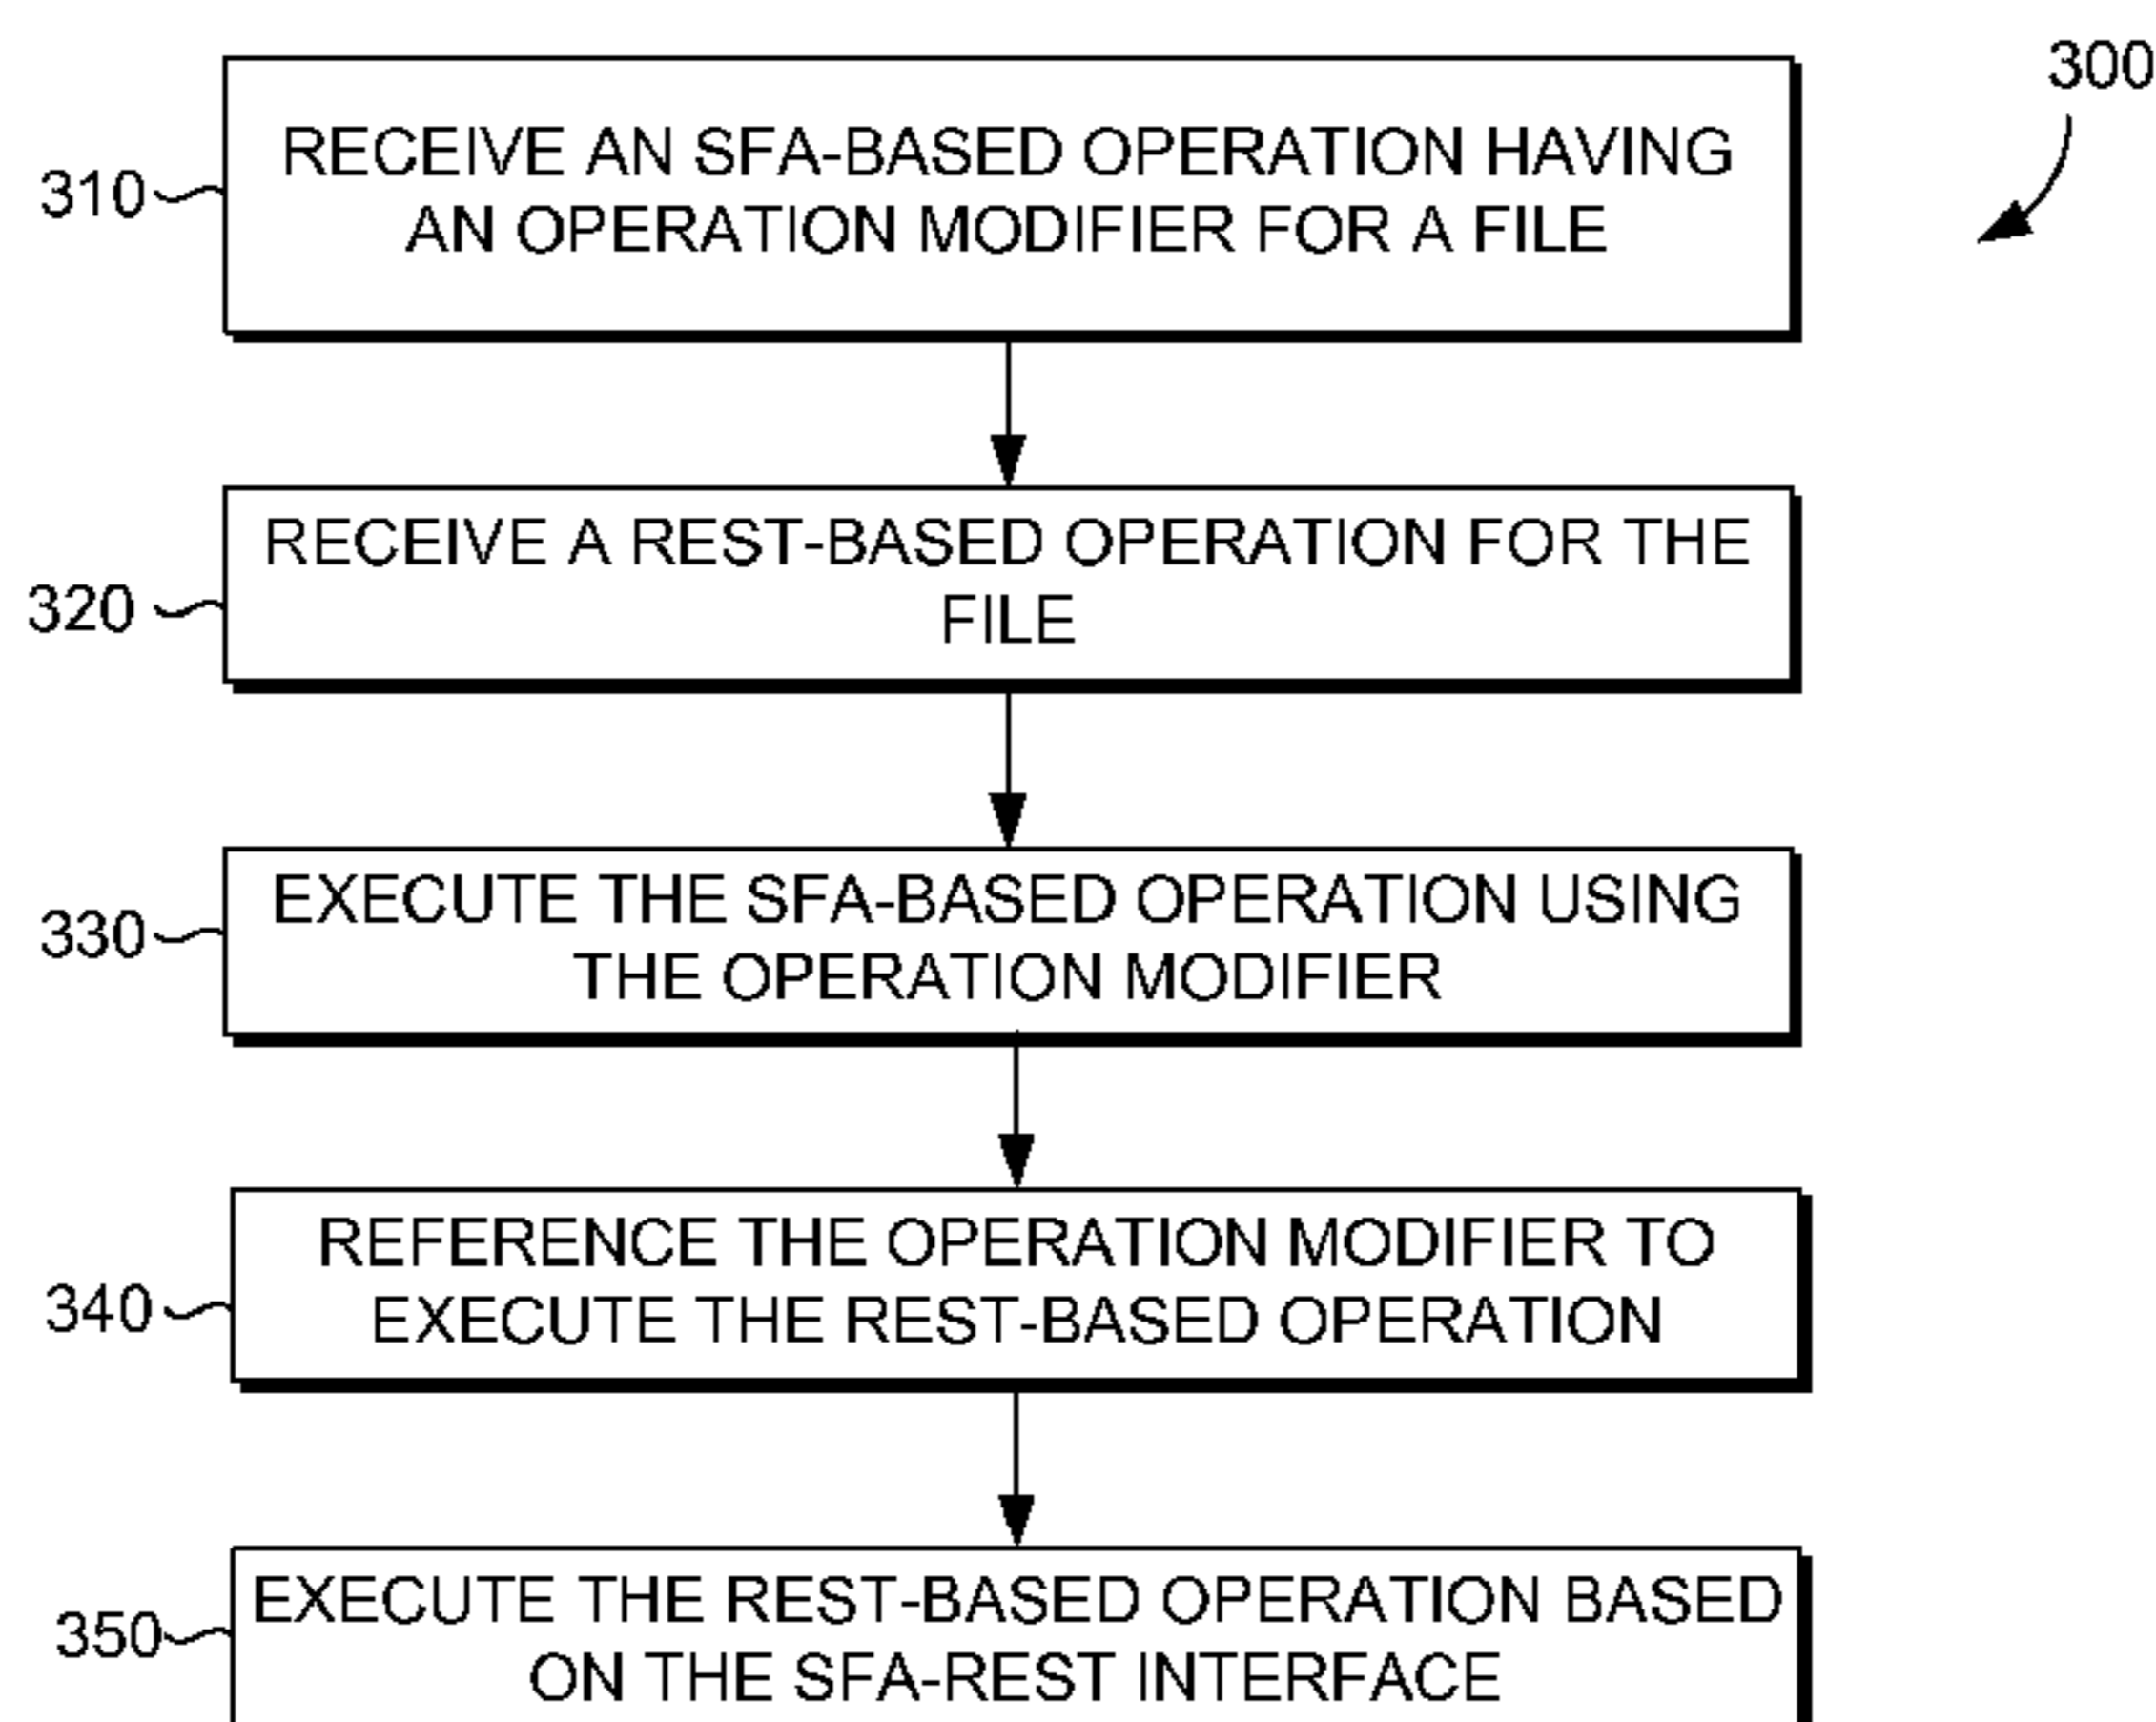 300
310
RECEIVE AN SFA-BASED OPERATION HAVING
AN OPERATION MODIFIER FOR A FILE
320
RECEIVE A REST-BASED OPERATION FOR THE
FILE
330
EXECUTE THE SFA-BASED OPERATION USING
THE OPERATION MODIFIER
340
REFERENCE THE OPERATION MODIFIER TO
EXECUTE THE REST-BASED OPERATION
350
EXECUTE THE REST-BASED OPERATION BASED
ON THE SFA-REST INTERFACE